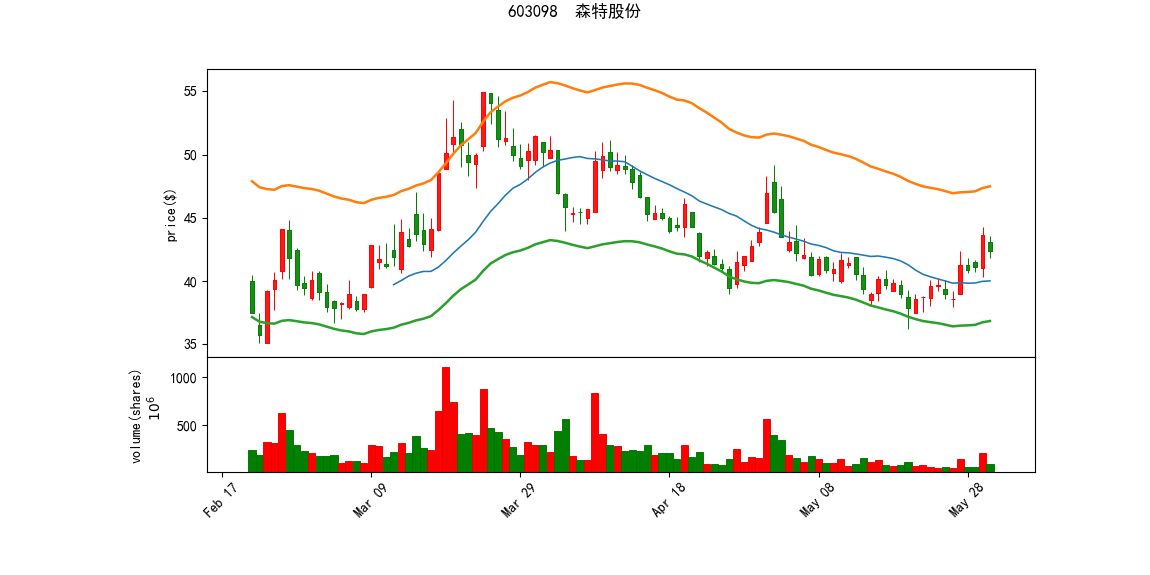 603098 森特股份
price($)
55
50
45
40
35
volume(shares)
10^6
1000
500
Feb 17
Mar 09
Mar 29
Apr 18
May 08
May 28